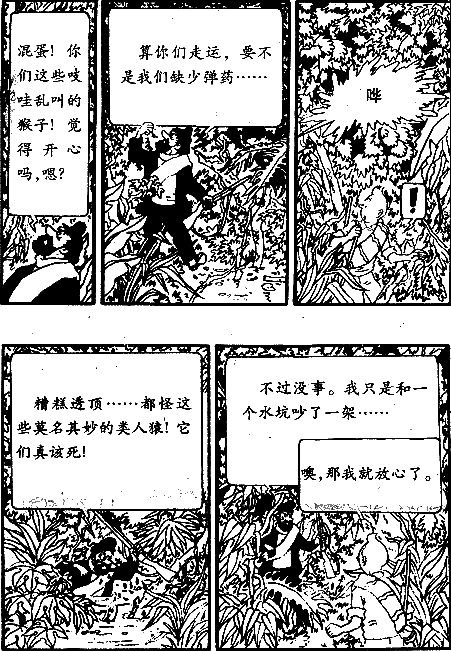 混蛋！你
们这些吱
哇乱叫的
猴子！觉
得开心
吗，嗯？
算你们走运，要不
是我们缺少弹药……
哗
！
糟糕透顶……都怪这
些莫名其妙的类人猿！它
们真该死！
不过没事。我只是和一
个水坑吵了一架……
噢，那我就放心了。